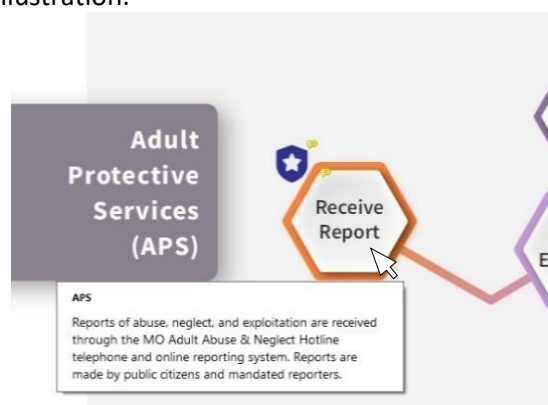 Adult
Protective
Services
(APS)
Receive
Report
APS
Reports of abuse, neglect, and exploitation are received
through the MO Adult Abuse & Neglect Hotline
telephone and online reporting system. Reports are
made by public citizens and mandated reporters.